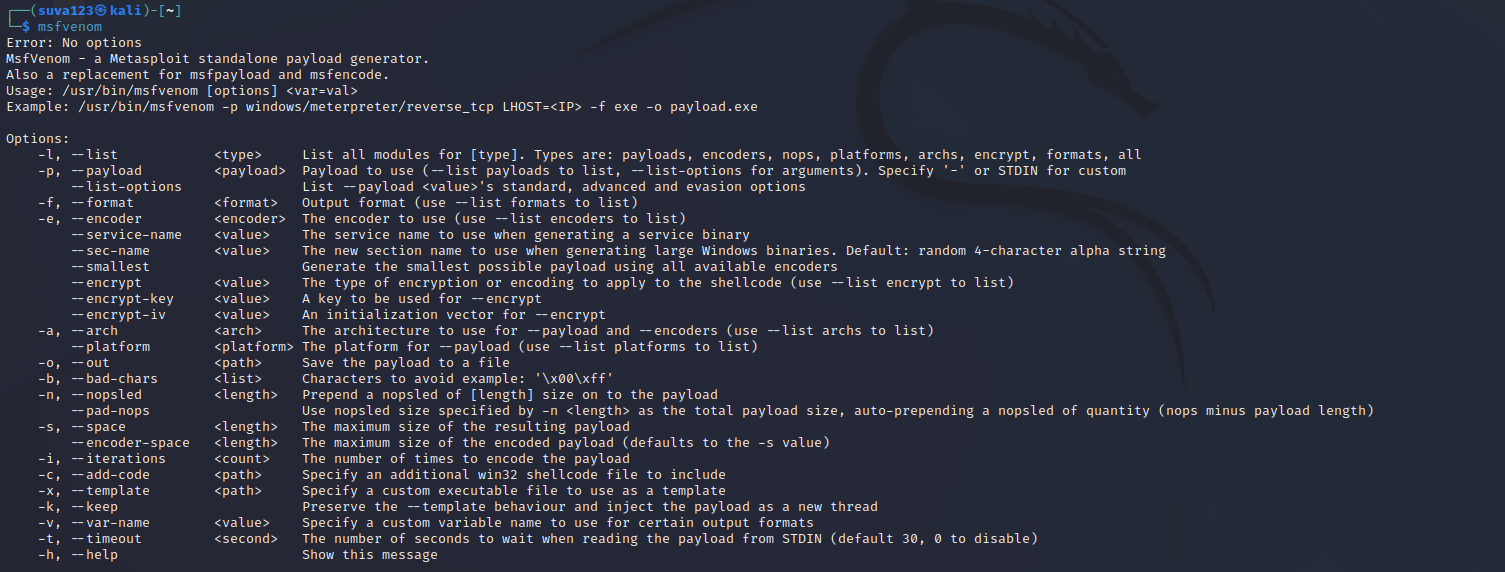 (suva123㉿kali)-[~]
$ msfvenom
Error: No options
MsfVenom - a Metasploit standalone payload generator.
Also a replacement for msfpayload and msfencode.
Usage: /usr/bin/msfvenom [options] <var=val>
Example: /usr/bin/msfvenom -p windows/meterpreter/reverse_tcp LHOST=<IP> -f exe -o payload.exe
Options:
-l, --list <type> List all modules for [type]. Types are: payloads, encoders, nops, platforms, archs, encrypt, formats, all
-p, --payload <payload> Payload to use (--list payloads to list, --list-options for arguments). Specify '-' or STDIN for custom
--list-options List --payload <value>'s standard, advanced and evasion options
-f, --format <format> Output format (use --list formats to list)
-e, --encoder <encoder> The encoder to use (use --list encoders to list)
--service-name <value> The service name to use when generating a service binary
--sec-name <value> The new section name to use when generating large Windows binaries. Default: random 4-character alpha string
--smallest Generate the smallest possible payload using all available encoders
--encrypt <value> The type of encryption or encoding to apply to the shellcode (use --list encrypt to list)
--encrypt-key <value> A key to be used for --encrypt
--encrypt-iv <value> An initialization vector for --encrypt
-a, --arch <arch> The architecture to use for --payload and --encoders (use --list archs to list)
--platform <platform> The platform for --payload (use --list platforms to list)
-o, --out <path> Save the payload to a file
-b, --bad-chars <list> Characters to avoid example: '\x00\xff'
-n, --nopsled <length> Prepend a nopsled of [length] size on to the payload
--pad-nops Use nopsled size specified by -n <length> as the total payload size, auto-prepending a nopsled of quantity (nops minus payload length)
-s, --space <length> The maximum size of the resulting payload
--encoder-space <length> The maximum size of the encoded payload (defaults to the -s value)
-i, --iterations <count> The number of times to encode the payload
-c, --add-code <path> Specify an additional win32 shellcode file to include
-x, --template <path> Specify a custom executable file to use as a template
-k, --keep Preserve the --template behaviour and inject the payload as a new thread
-v, --var-name <value> Specify a custom variable name to use for certain output formats
-t, --timeout <second> The number of seconds to wait when reading the payload from STDIN (default 30, 0 to disable)
-h, --help Show this message